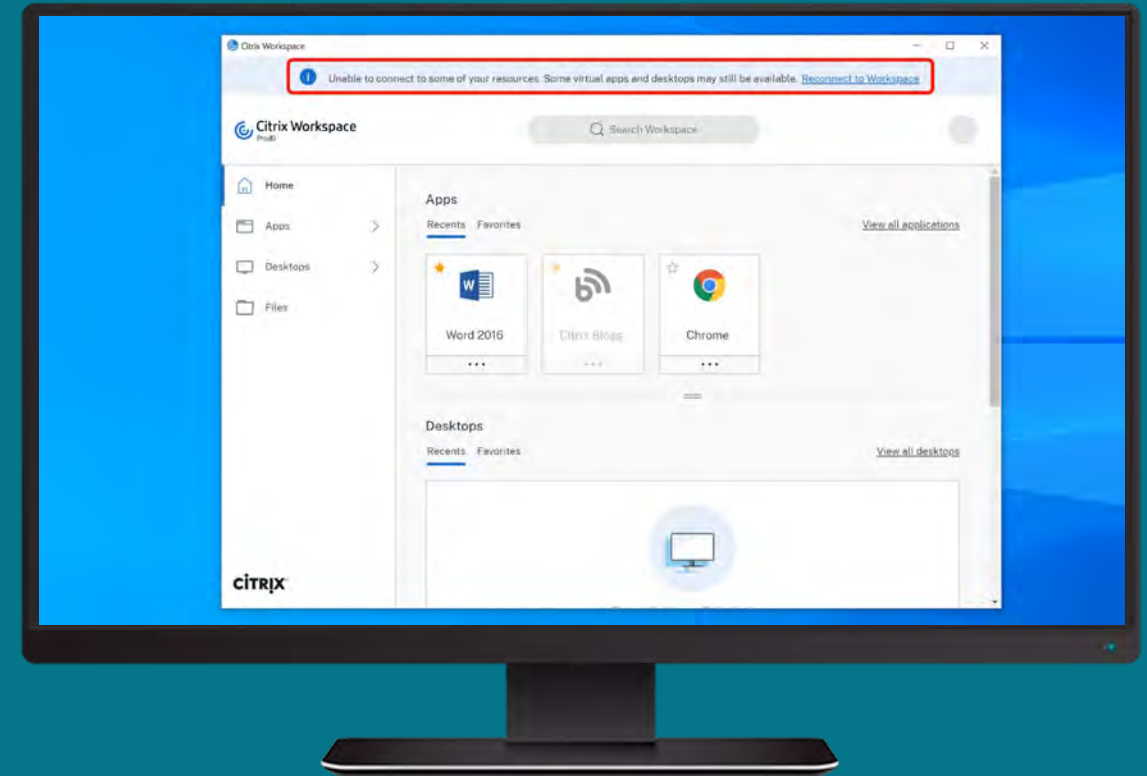 Citrix Workspace
Unable to connect to some of your resources. Some virtual apps and desktops may still be available. Reconnect to Workspace
Citrix Workspace
Search Workspace
Home
Apps
Desktops
Files
Apps
Recents Favorites
View all applications
W
Word 2016
Citrix Blogs
Chrome
Desktops
Recents Favorites
View all desktops
citrix